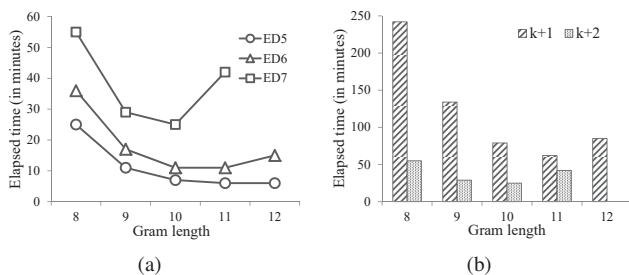 60
50
40
30
20
10
0
Elapsed time (in minutes)
ED5
ED6
ED7
8 9 10 11 12
Gram length
(a)
250
200
150
100
50
0
Elapsed time (in minutes)
k+1 k+2
8 9 10 11 12
Gram length
(b)